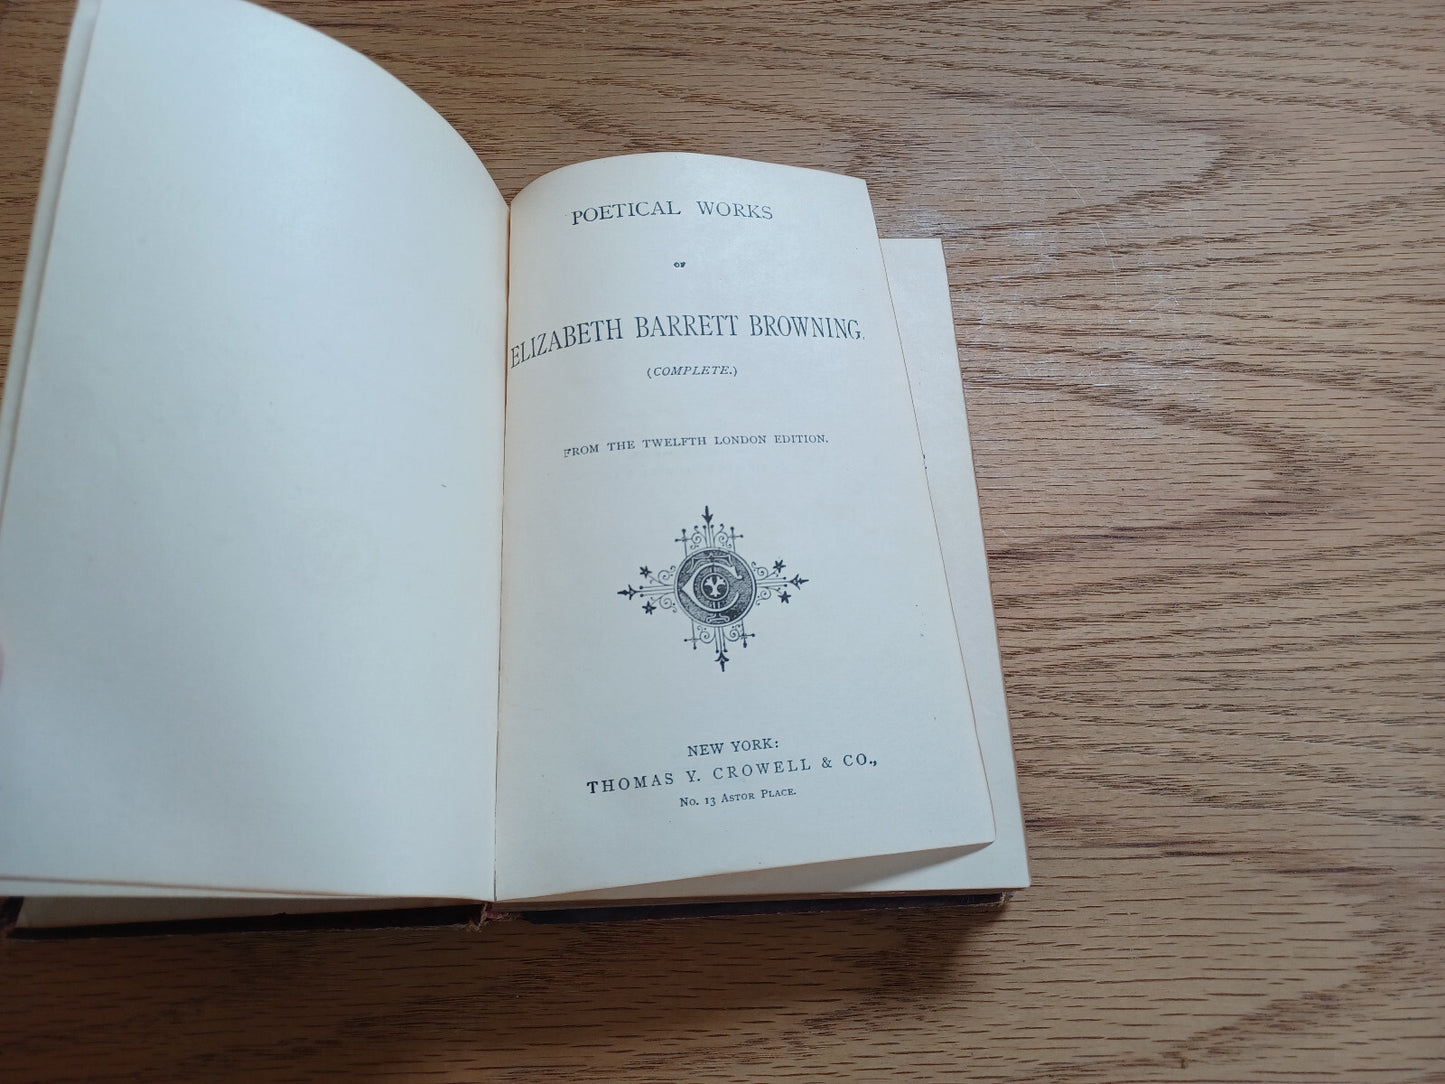 POETICAL WORKS
OF
ELIZABETH BARRETT BROWNING.
(COMPLETE.)
FROM THE TWELFTH LONDON EDITION.
NEW YORK:
THOMAS Y. CROWELL & CO.,
No. 13 Astor Place.